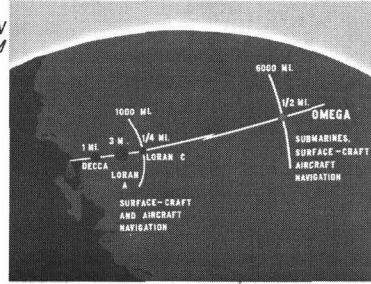 6000 MI.
1/2 MI.
OMEGA
1000 MI.
1 MI.
3 M
1/4 MI.
DECCA
LORAN C
LORAN
A
SURFACE-CRAFT
AND AIRCRAFT
NAVIGATION
SUBMARINES,
SURFACE-CRAFT
AIRCRAFT
NAVIGATION